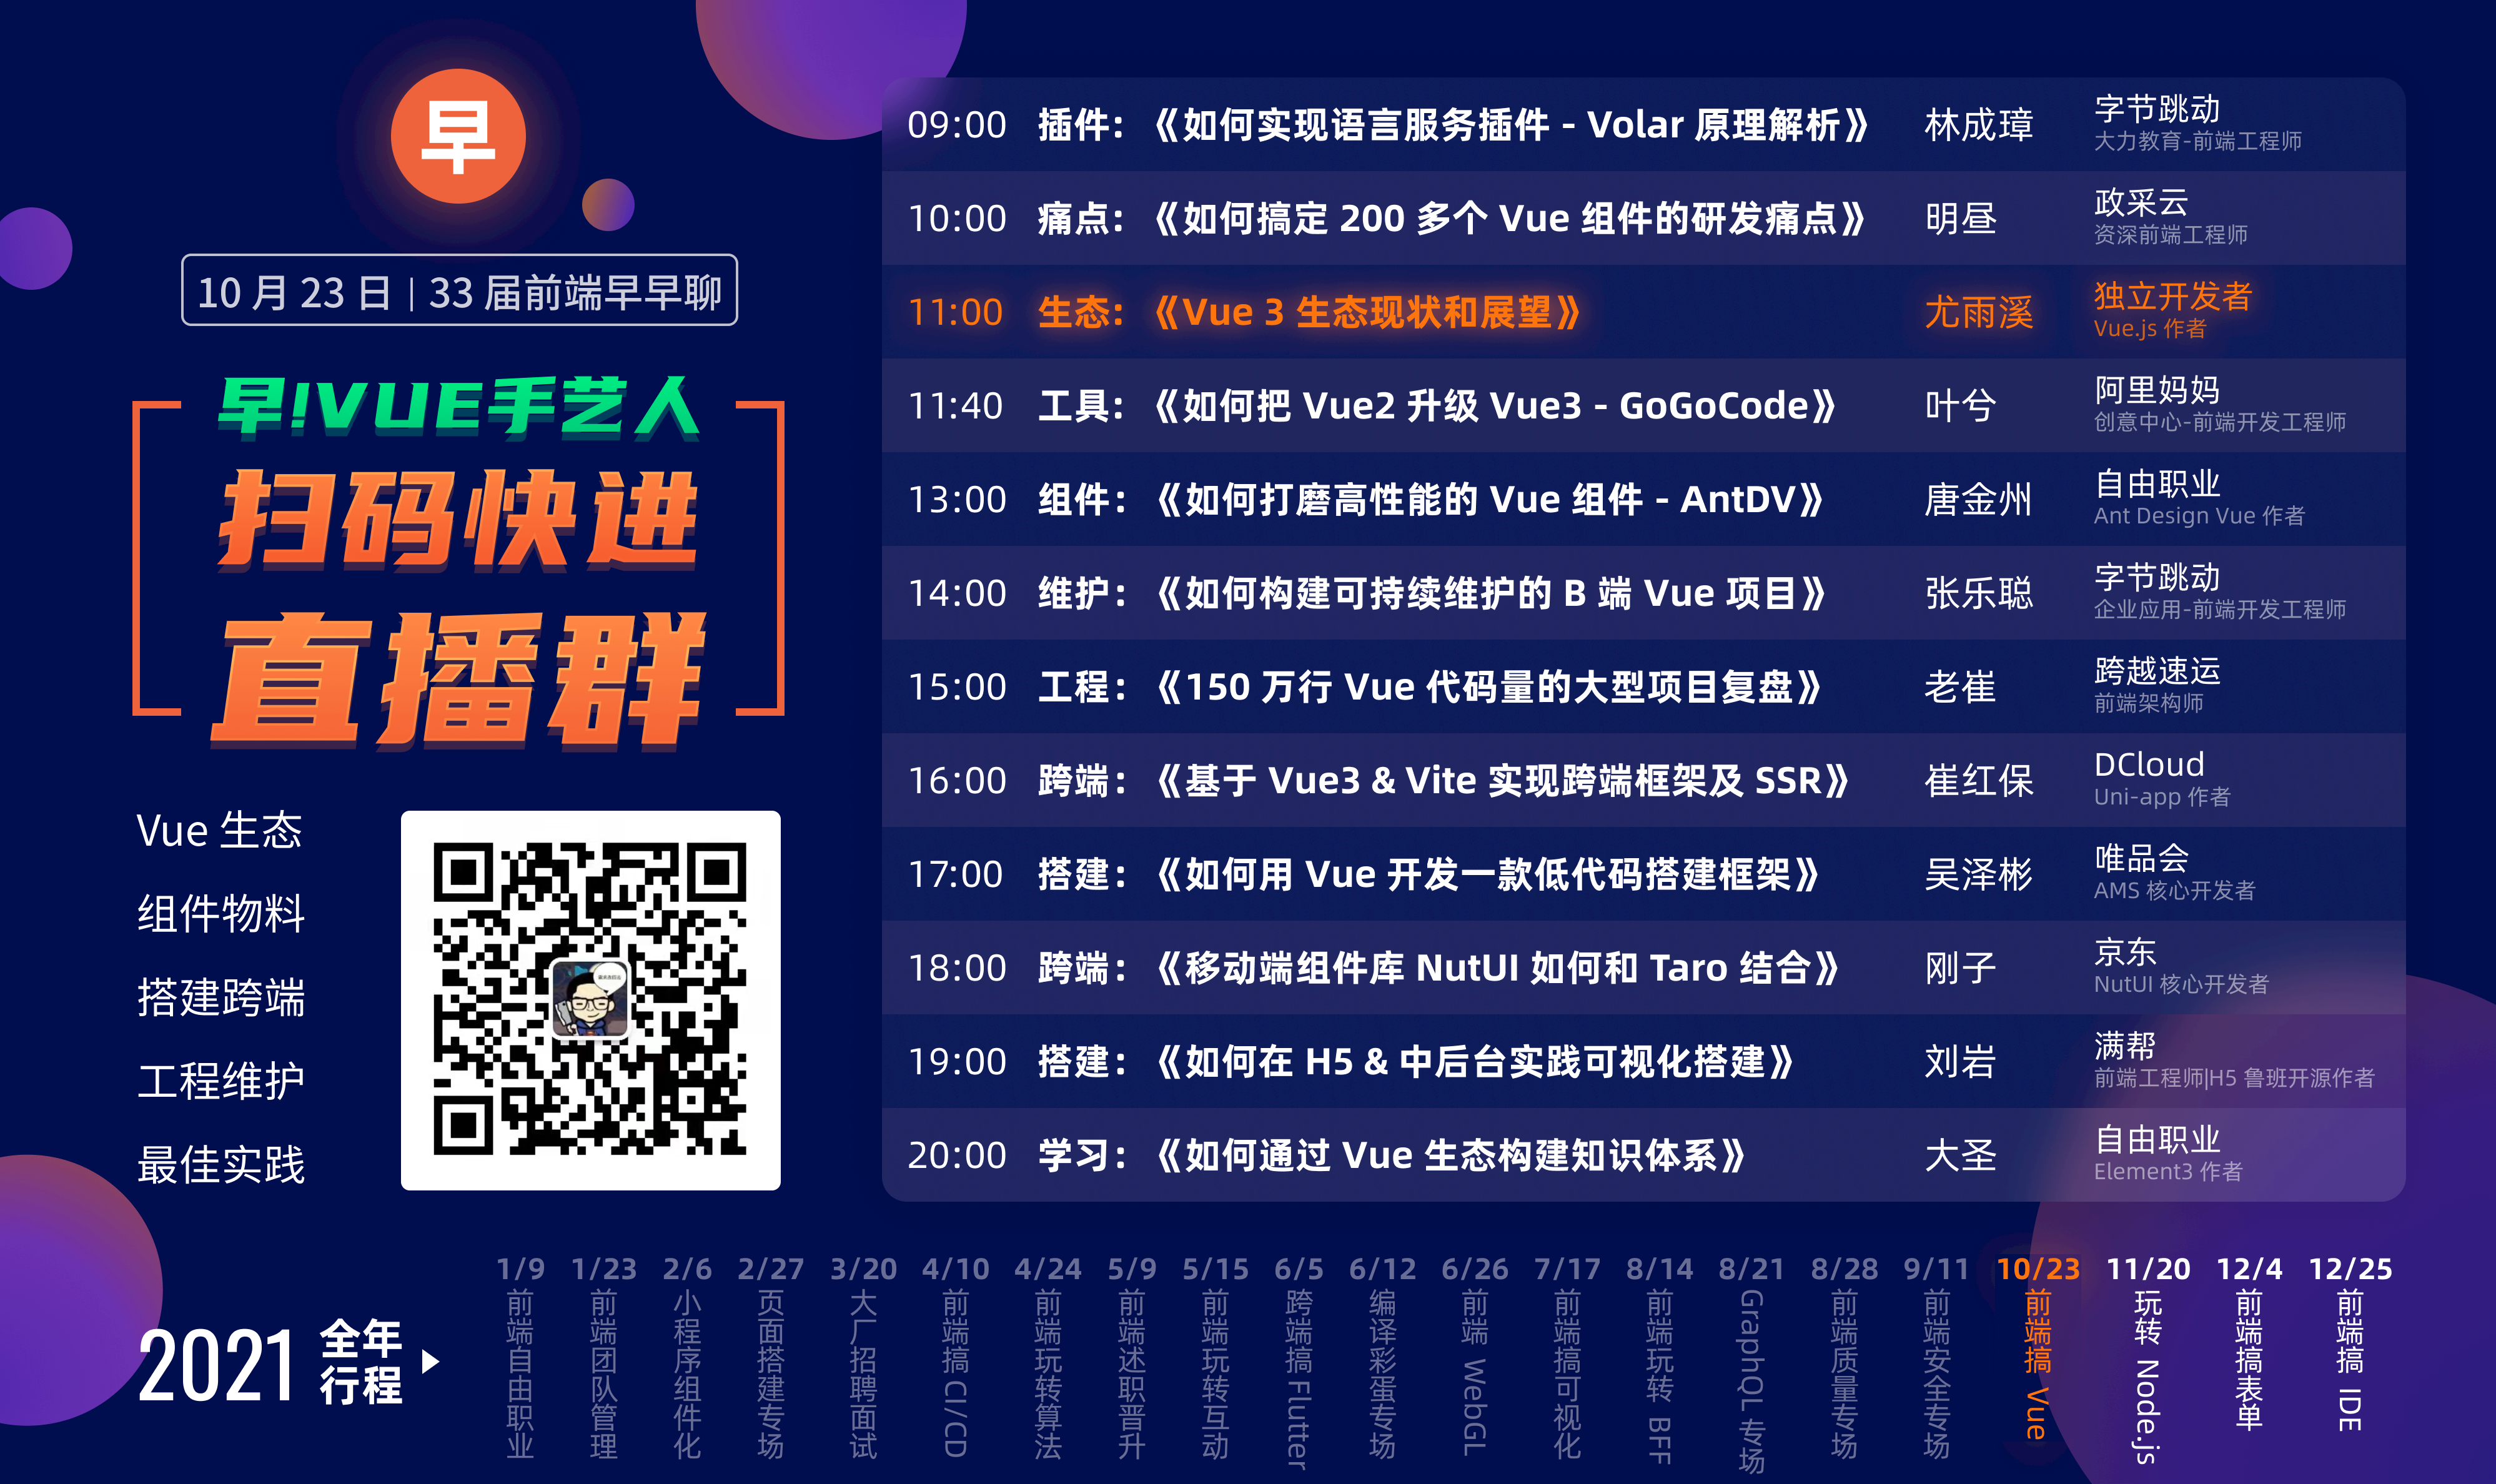 早
10 月 23 日 | 33 届前端早早聊
早!VUE手艺人
扫码快进
直播群
Vue 生态
组件物料
搭建跨端
工程维护
最佳实践
09:00 插件：《如何实现语言服务插件 - Volar 原理解析》 林成璋 字节跳动
大力教育-前端工程师
10:00 痛点：《如何搞定 200 多个 Vue 组件的研发痛点》 明昼 政采云
资深前端工程师
11:00 生态：《Vue 3 生态现状和展望》 尤雨溪 独立开发者
Vue.js 作者
11:40 工具：《如何把 Vue2 升级 Vue3 - GoGoCode》 叶兮 阿里妈妈
创意中心-前端开发工程师
13:00 组件：《如何打磨高性能的 Vue 组件 - AntDV》 唐金州 自由职业
Ant Design Vue 作者
14:00 维护：《如何构建可持续维护的 B 端 Vue 项目》 张乐聪 字节跳动
企业应用-前端开发工程师
15:00 工程：《150 万行 Vue 代码量的大型项目复盘》 老崔 跨越速运
前端架构师
16:00 跨端：《基于 Vue3 & Vite 实现跨端框架及 SSR》 崔红保 DCloud
Uni-app 作者
17:00 搭建：《如何用 Vue 开发一款低代码搭建框架》 吴泽彬 唯品会
AMS 核心开发者
18:00 跨端：《移动端组件库 NutUI 如何和 Taro 结合》 刚子 京东
NutUI 核心开发者
19:00 搭建：《如何在 H5 & 中后台实践可视化搭建》 刘岩 满帮
前端工程师|H5 鲁班开源作者
20:00 学习：《如何通过 Vue 生态构建知识体系》 大圣 自由职业
Element3 作者
2021 全年
行程
1/9 前端自由职业
1/23 前端团队管理
2/6 小程序组件化
2/27 页面搭建专场
3/20 大厂招聘面试
4/10 前端搞 CI/CD
4/24 前端玩转算法
5/9 前端述职晋升
5/15 前端玩转互动
6/5 跨端搞 Flutter
6/12 编译彩蛋专场
6/26 前端 WebGL
7/17 前端搞可视化
8/14 前端玩转 BFF
8/21 GraphQL 专场
8/28 前端质量专场
9/11 前端安全专场
10/23 前端搞 Vue
11/20 玩转 Node.js
12/4 前端搞表单
12/25 前端搞 IDE